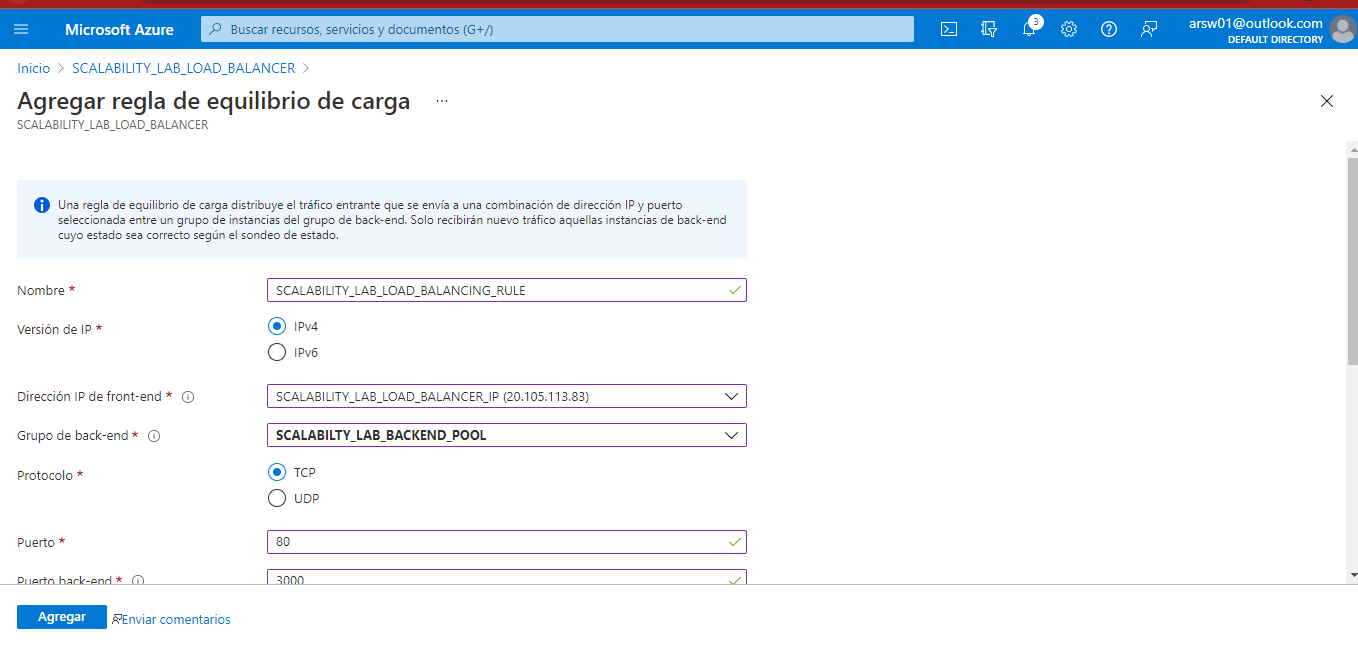 Microsoft Azure
Buscar recursos, servicios y documentos (G+/)
3
arsw01@outlook.com
DEFAULT DIRECTORY
Inicio > SCALABILITY_LAB_LOAD_BALANCER >
Agregar regla de equilibrio de carga ...
SCALABILITY_LAB_LOAD_BALANCER
Una regla de equilibrio de carga distribuye el tráfico entrante que se envía a una combinación de dirección IP y puerto
seleccionada entre un grupo de instancias del grupo de back-end. Solo recibirán nuevo tráfico aquellas instancias de back-end
cuyo estado sea correcto según el sondeo de estado.
Nombre * SCALABILITY_LAB_LOAD_BALANCING_RULE
Versión de IP * IPv4
IPv6
Dirección IP de front-end * SCALABILITY_LAB_LOAD_BALANCER_IP (20.105.113.83)
Grupo de back-end * SCALABILTY_LAB_BACKEND_POOL
Protocolo * TCP
UDP
Puerto * 80
Puerto back-end * 3000
Agregar Enviar comentarios